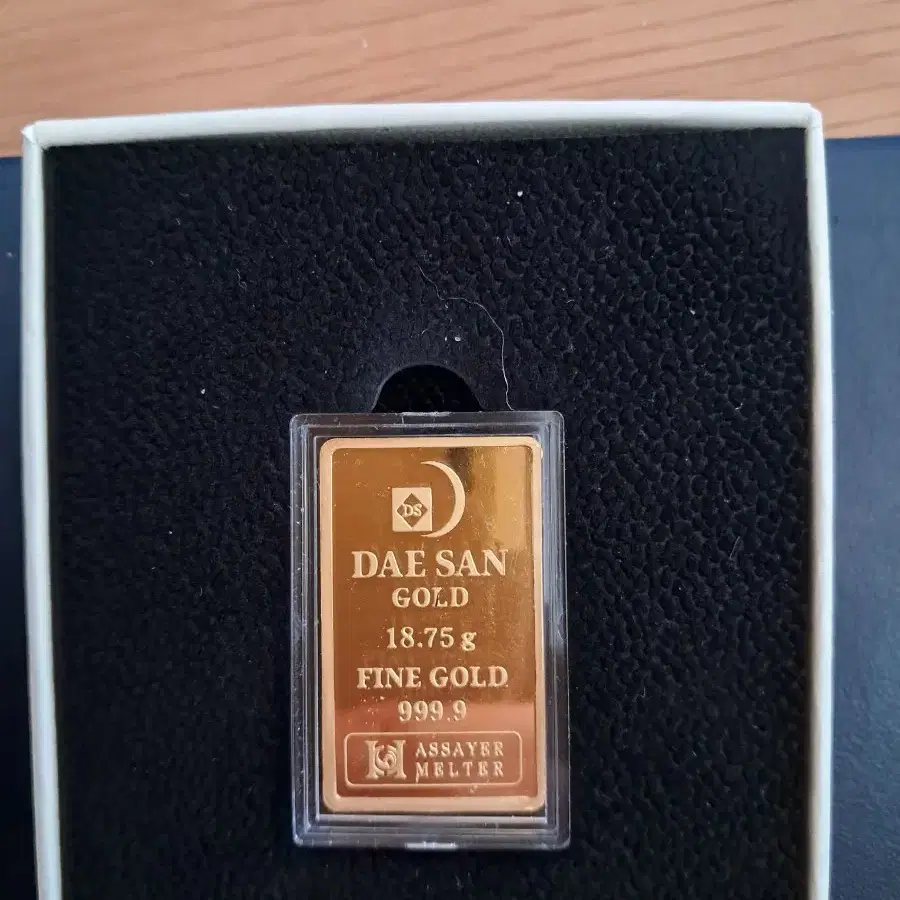 DS
DAE SAN
GOLD
18.75 g
FINE GOLD
999.9
ASSAYER
MELTER